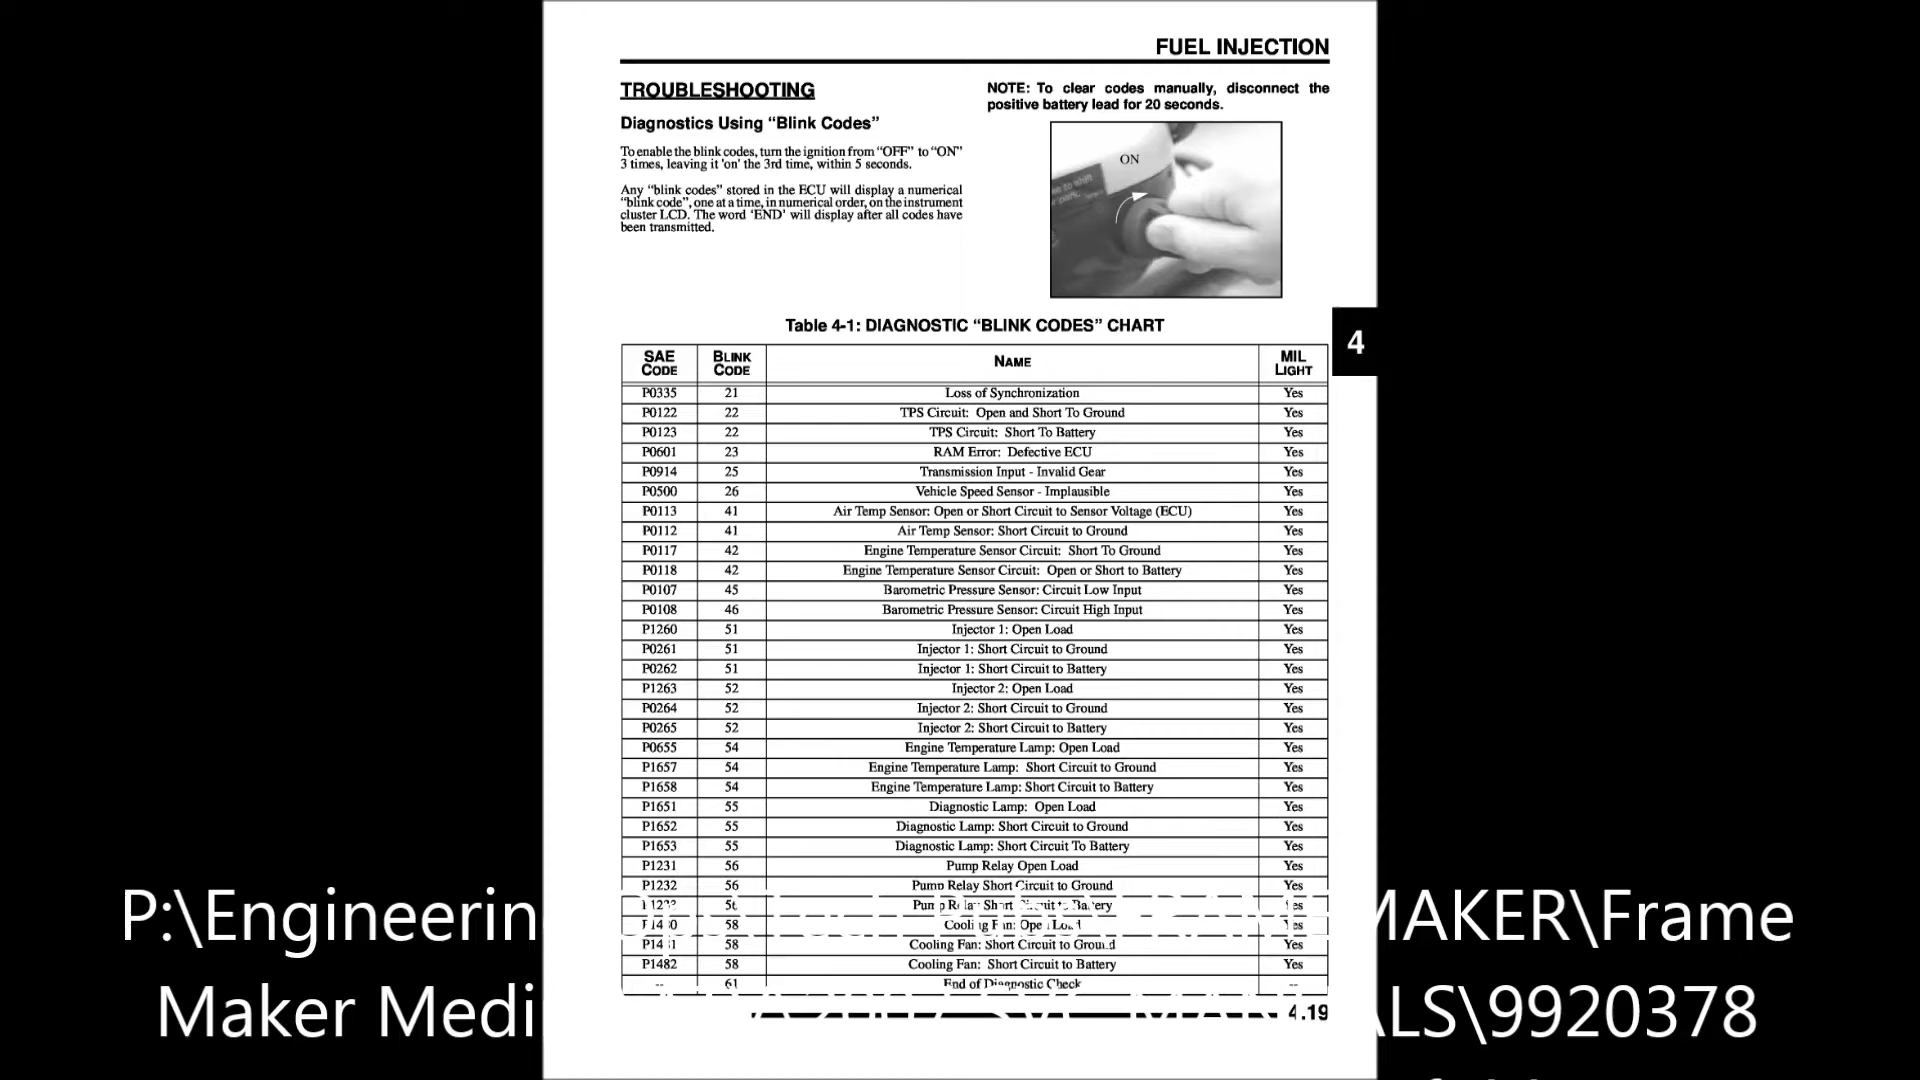 FUEL INJECTION
TROUBLESHOOTING
Diagnostics Using “Blink Codes”
To enable the blink codes, turn the ignition from “OFF” to “ON”
3 times, leaving it 'on' the 3rd time, within 5 seconds.
Any “blink codes” stored in the ECU will display a numerical
“blink code”, one at a time, in numerical order, on the instrument
cluster LCD. The word ‘END’ will display after all codes have
been transmitted.
NOTE: To clear codes manually, disconnect the
positive battery lead for 20 seconds.
ON
Table 4-1: DIAGNOSTIC “BLINK CODES” CHART
4
SAE CODE BLINK CODE NAME MIL LIGHT
P0335 21 Loss of Synchronization Yes
P0122 22 TPS Circuit: Open and Short To Ground Yes
P0123 22 TPS Circuit: Short To Battery Yes
P0601 23 RAM Error: Defective ECU Yes
P0914 25 Transmission Input - Invalid Gear Yes
P0500 26 Vehicle Speed Sensor - Implausible Yes
P0113 41 Air Temp Sensor: Open or Short Circuit to Sensor Voltage (ECU) Yes
P0112 41 Air Temp Sensor: Short Circuit to Ground Yes
P0117 42 Engine Temperature Sensor Circuit: Short To Ground Yes
P0118 42 Engine Temperature Sensor Circuit: Open or Short to Battery Yes
P0107 45 Barometric Pressure Sensor: Circuit Low Input Yes
P0108 46 Barometric Pressure Sensor: Circuit High Input Yes
P1260 51 Injector 1: Open Load Yes
P0261 51 Injector 1: Short Circuit to Ground Yes
P0262 51 Injector 1: Short Circuit to Battery Yes
P1263 52 Injector 2: Open Load Yes
P0264 52 Injector 2: Short Circuit to Ground Yes
P0265 52 Injector 2: Short Circuit to Battery Yes
P0655 54 Engine Temperature Lamp: Open Load Yes
P1657 54 Engine Temperature Lamp: Short Circuit to Ground Yes
P1658 54 Engine Temperature Lamp: Short Circuit to Battery Yes
P1651 55 Diagnostic Lamp: Open Load Yes
P1652 55 Diagnostic Lamp: Short Circuit to Ground Yes
P1653 55 Diagnostic Lamp: Short Circuit To Battery Yes
P1231 56 Pump Relay Open Load Yes
P1232 56 Pump Relay Short Circuit to Ground Yes
Pump Relay Short Circuit to Battery Yes
58 Cooling Fan: Open Load Yes
58 Cooling Fan: Short Circuit to Ground Yes
P1482 58 Cooling Fan: Short Circuit to Battery Yes
-- 61 End of Diagnostic Check --
4.19
P:\Engineerin MAKER\Frame
Maker Medi MAN ALS\9920378